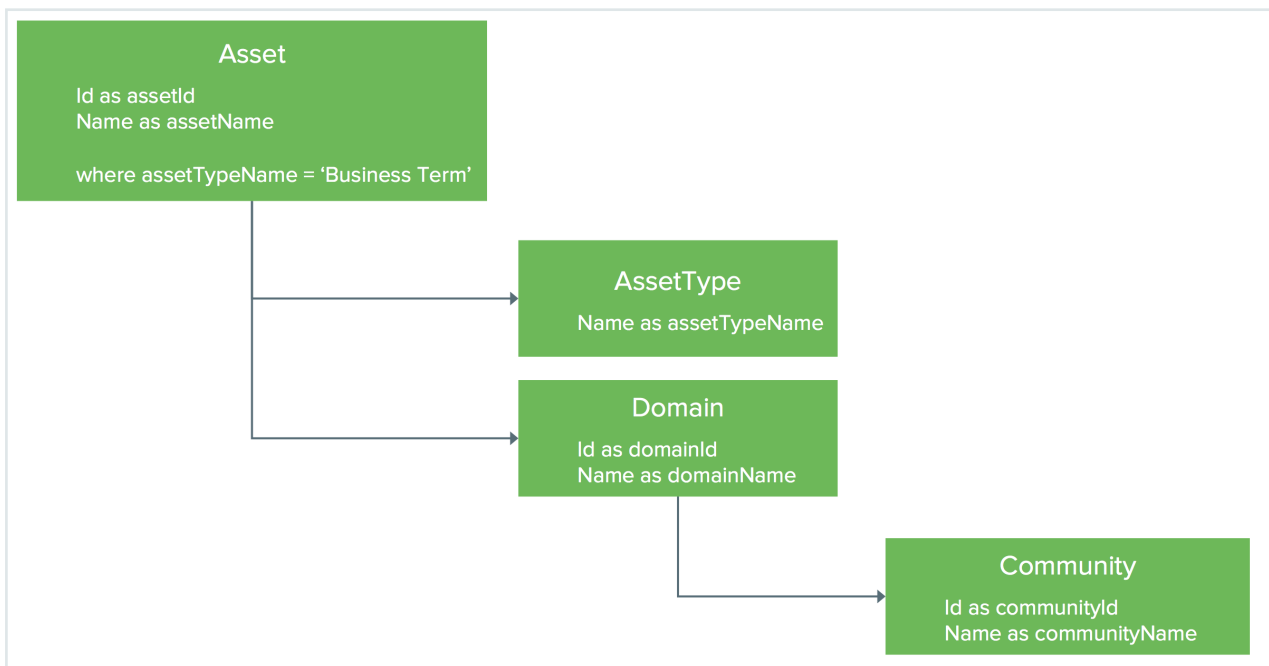 Asset
Id as assetId
Name as assetName
where assetTypeName = ‘Business Term’
AssetType
Name as assetTypeName
Domain
Id as domainId
Name as domainName
Community
Id as communityId
Name as communityName